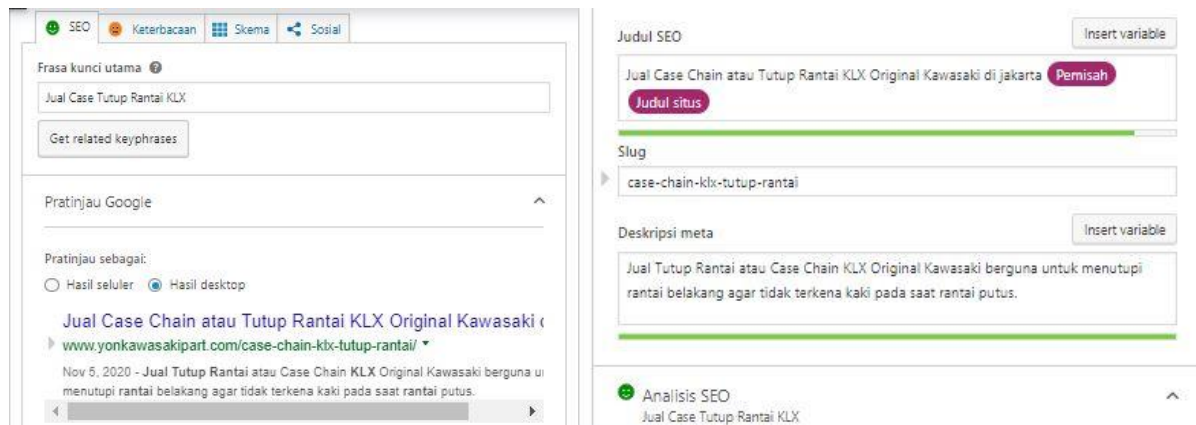 SEO
Keterbacaan
Skema
Sosial
Frasa kunci utama
Jual Case Tutup Rantai KLX
Get related keyphrases
Pratinjau Google
Pratinjau sebagai:
Hasil seluler
Hasil desktop
Jual Case Chain atau Tutup Rantai KLX Original Kawasaki
www.yonkawasakipart.com/case-chain-klx-tutup-rantai/
Nov 5, 2020 - Jual Tutup Rantai atau Case Chain KLX Original Kawasaki berguna
menutupi rantai belakang agar tidak terkena kaki pada saat rantai putus.
Judul SEO
Insert variable
Jual Case Chain atau Tutup Rantai KLX Original Kawasaki di jakarta Pemisah
Judul situs
Slug
case-chain-klx-tutup-rantai
Deskripsi meta
Insert variable
Jual Tutup Rantai atau Case Chain KLX Original Kawasaki berguna untuk menutupi
rantai belakang agar tidak terkena kaki pada saat rantai putus.
Analisis SEO
Jual Case Tutup Rantai KLX